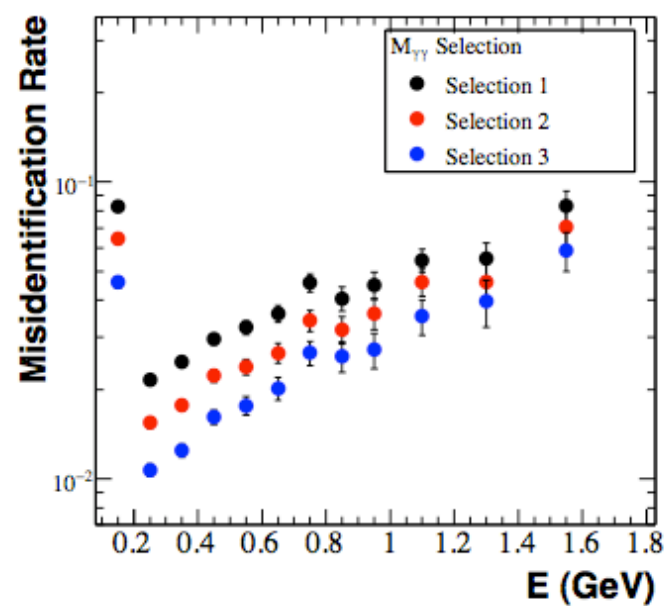 Misidentification Rate
M_γγ Selection
Selection 1
Selection 2
Selection 3
10⁻¹
10⁻²
0.2 0.4 0.6 0.8 1 1.2 1.4 1.6 1.8
E (GeV)